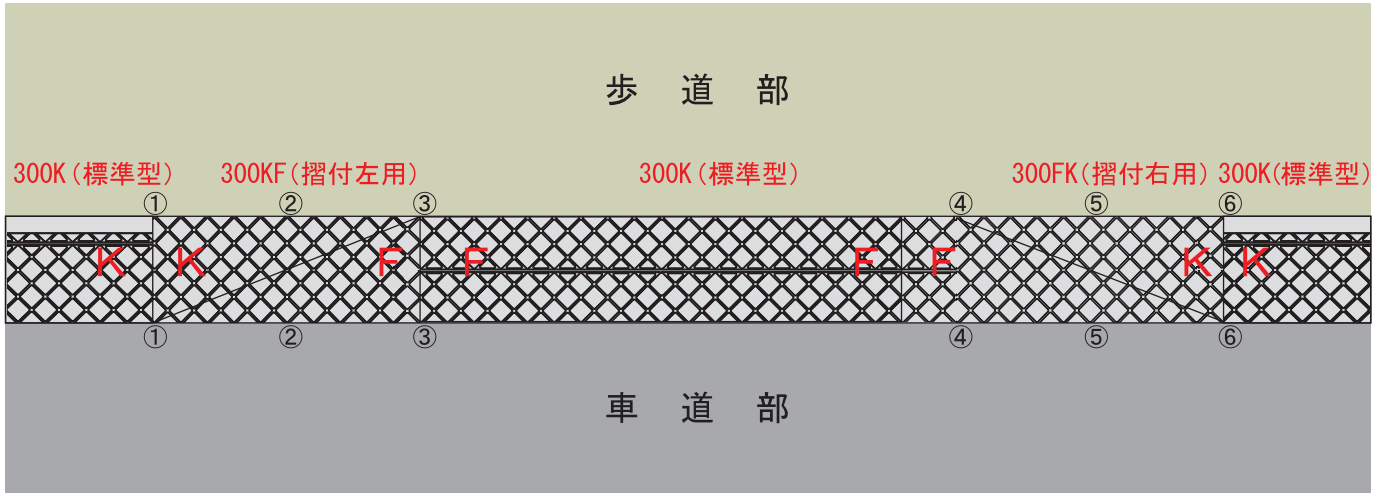 歩 道 部
300K(標準型) 300KF(摺付左用) 300K(標準型) 300FK(摺付右用) 300K(標準型)
① ② ③ ④ ⑤ ⑥
K K F F F F K K
① ② ③ ④ ⑤ ⑥
車 道 部